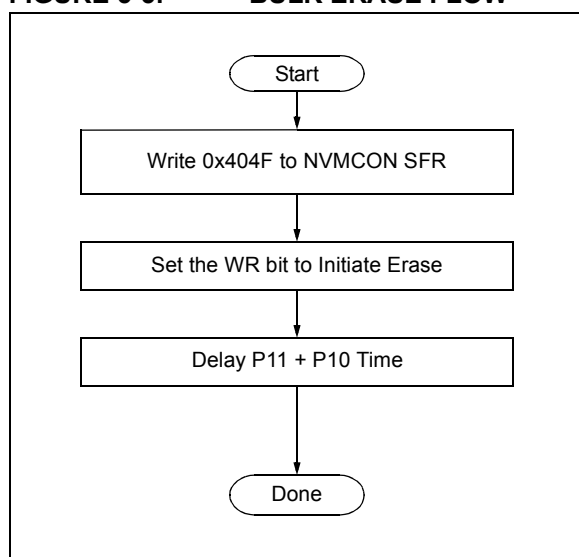 FIGURE BULK ERASE FLOW
Start
Write 0x404F to NVMCON SFR
Set the WR bit to Initiate Erase
Delay P11 + P10 Time
Done